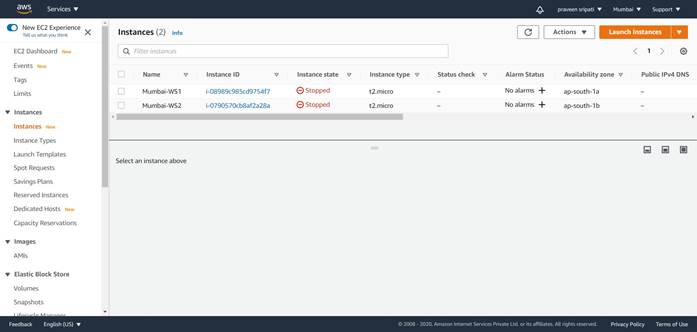 aws Services praveen sripati Mumbai Support
New EC2 Experience
Tell us what you think
EC2 Dashboard New
Events New
Tags
Limits
Instances
Instances New
Instance Types
Launch Templates
Spot Requests
Savings Plans
Reserved Instances
Dedicated Hosts New
Capacity Reservations
Images
AMIs
Elastic Block Store
Volumes
Snapshots
Lifecycle Manager
Instances (2) Info Actions Launch instances
Filter instances 1
Name Instance ID Instance state Instance type Status check Alarm Status Availability zone Public IPv4 DNS
Mumbai-WS1 i-08989c985cd9754f7 Stopped t2.micro – No alarms + ap-south-1a –
Mumbai-WS2 i-0790570cb8af2a28a Stopped t2.micro – No alarms + ap-south-1b –
Select an instance above
Feedback English (US) © 2008 - 2020, Amazon Internet Services Private Ltd. or its affiliates. All rights reserved. Privacy Policy Terms of Use